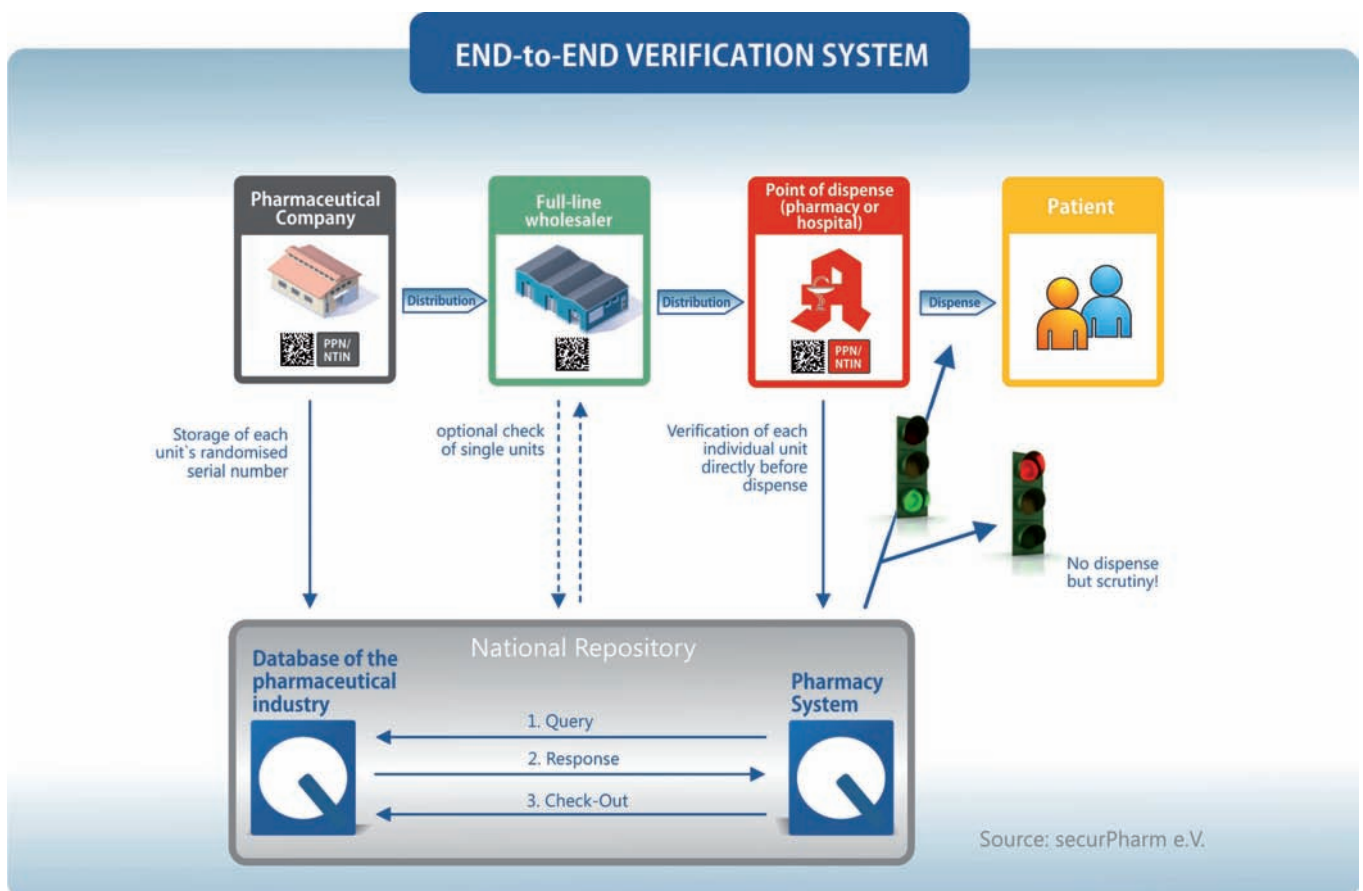 END-to-END VERIFICATION SYSTEM
Pharmaceutical
Company
PPN/
NTIN
Distribution
Full-line
wholesaler
Distribution
Point of dispense
(pharmacy or
hospital)
PPN/
NTIN
Dispense
Patient
Storage of each
unit`s randomised
serial number
optional check
of single units
Verification of each
individual unit
directly before
dispense
No dispense
but scrutiny!
National Repository
Database of the
pharmaceutical
industry
Pharmacy
System
1. Query
2. Response
3. Check-Out
Source: securPharm e.V.